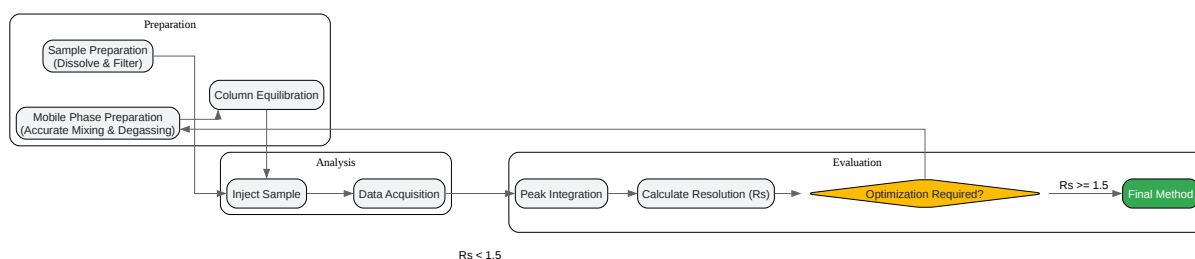 Preparation
Sample Preparation
(Dissolve & Filter)
Column Equilibration
Mobile Phase Preparation
(Accurate Mixing & Degassing)
Analysis
Inject Sample
Data Acquisition
Evaluation
Peak Integration
Calculate Resolution (Rs)
Optimization Required?
Rs >= 1.5
Final Method
Rs < 1.5